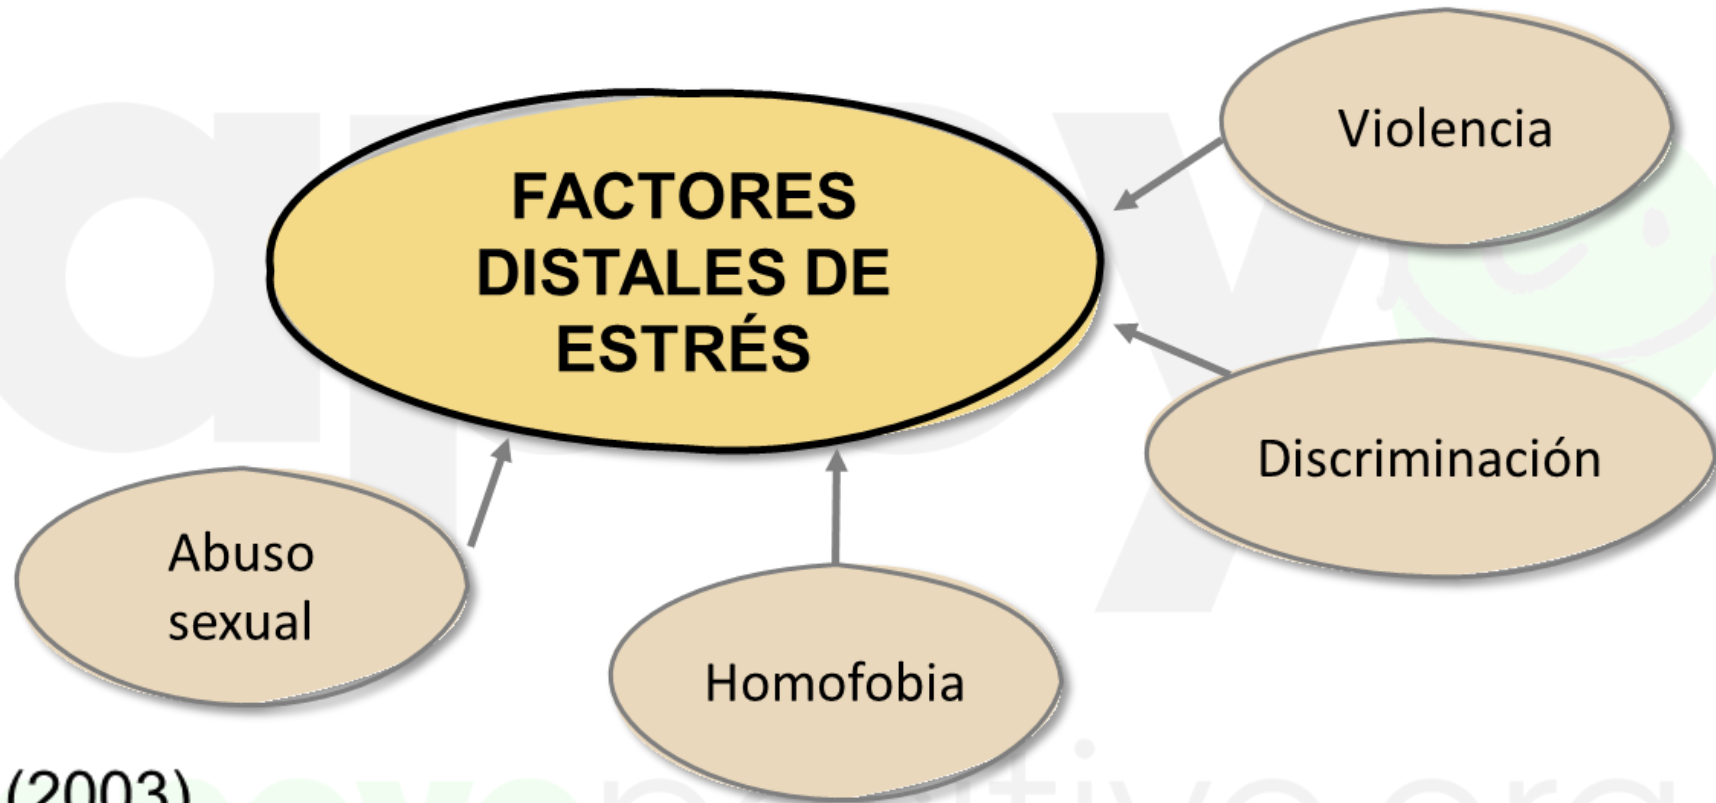 FACTORES
DISTALES DE
ESTRÉS
Violencia
Discriminación
Abuso
sexual
Homofobia
(2003)